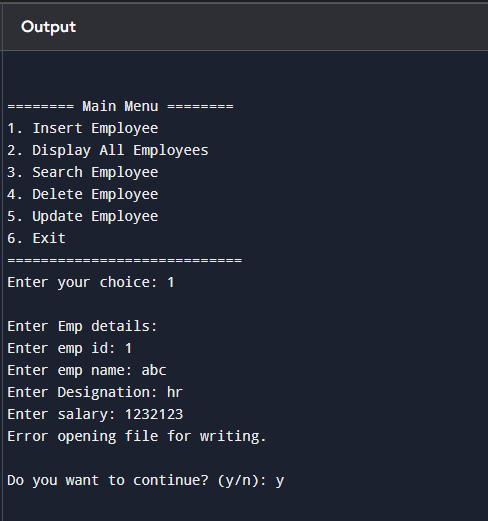 Output
======== Main Menu ========
1. Insert Employee
2. Display All Employees
3. Search Employee
4. Delete Employee
5. Update Employee
6. Exit
============================
Enter your choice: 1
Enter Emp details:
Enter emp id: 1
Enter emp name: abc
Enter Designation: hr
Enter salary: 1232123
Error opening file for writing.
Do you want to continue? (y/n): y